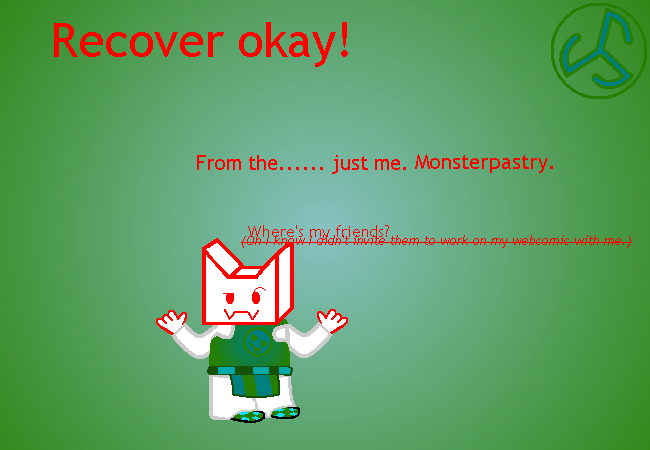 Recover okay!
From the...... just me. Monsterpastry.
Where's my friends?
(Oh I know I didn't invite them to work on my webcomic with me.)